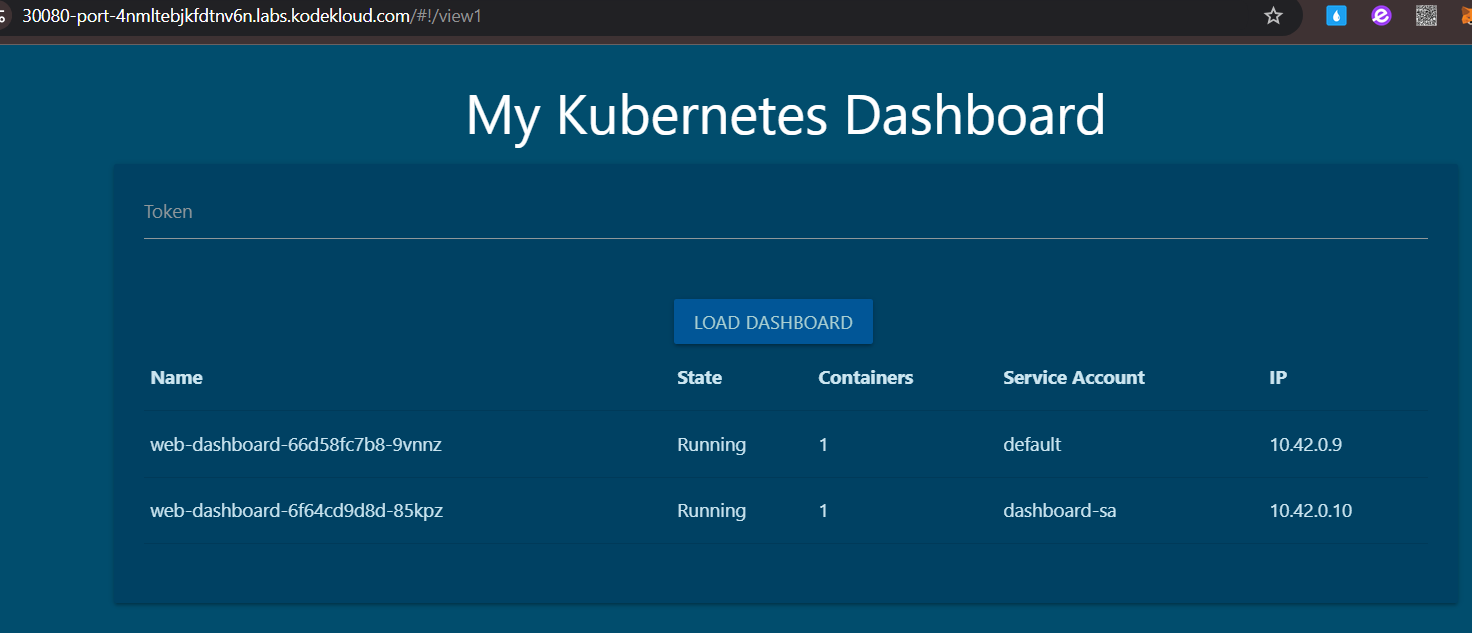 30080-port-4nmltebjkfdtnv6n.labs.kodekloud.com/#!/view1
My Kubernetes Dashboard
Token
LOAD DASHBOARD
Name State Containers Service Account IP
web-dashboard-66d58fc7b8-9vnnz Running 1 default 10.42.0.9
web-dashboard-6f64cd9d8d-85kpz Running 1 dashboard-sa 10.42.0.10